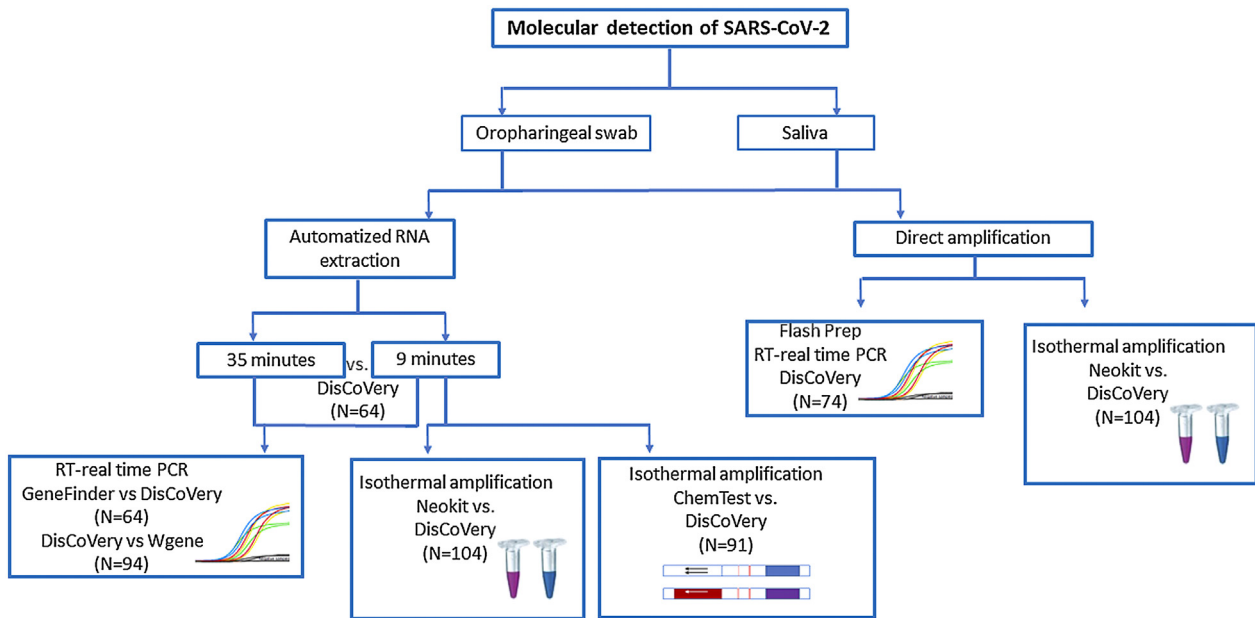 Molecular detection of SARS-CoV-2
Oropharingeal swab
Saliva
Automatized RNA
extraction
Direct amplification
35 minutes
vs.
9 minutes
DisCoVery
(N=64)
Flash Prep
RT-real time PCR
DisCoVery
(N=74)
Isothermal amplification
Neokit vs.
DisCoVery
(N=104)
RT-real time PCR
GeneFinder vs DisCoVery
(N=64)
DisCoVery vs Wgene
(N=94)
Isothermal amplification
Neokit vs.
DisCoVery
(N=104)
Isothermal amplification
ChemTest vs.
DisCoVery
(N=91)